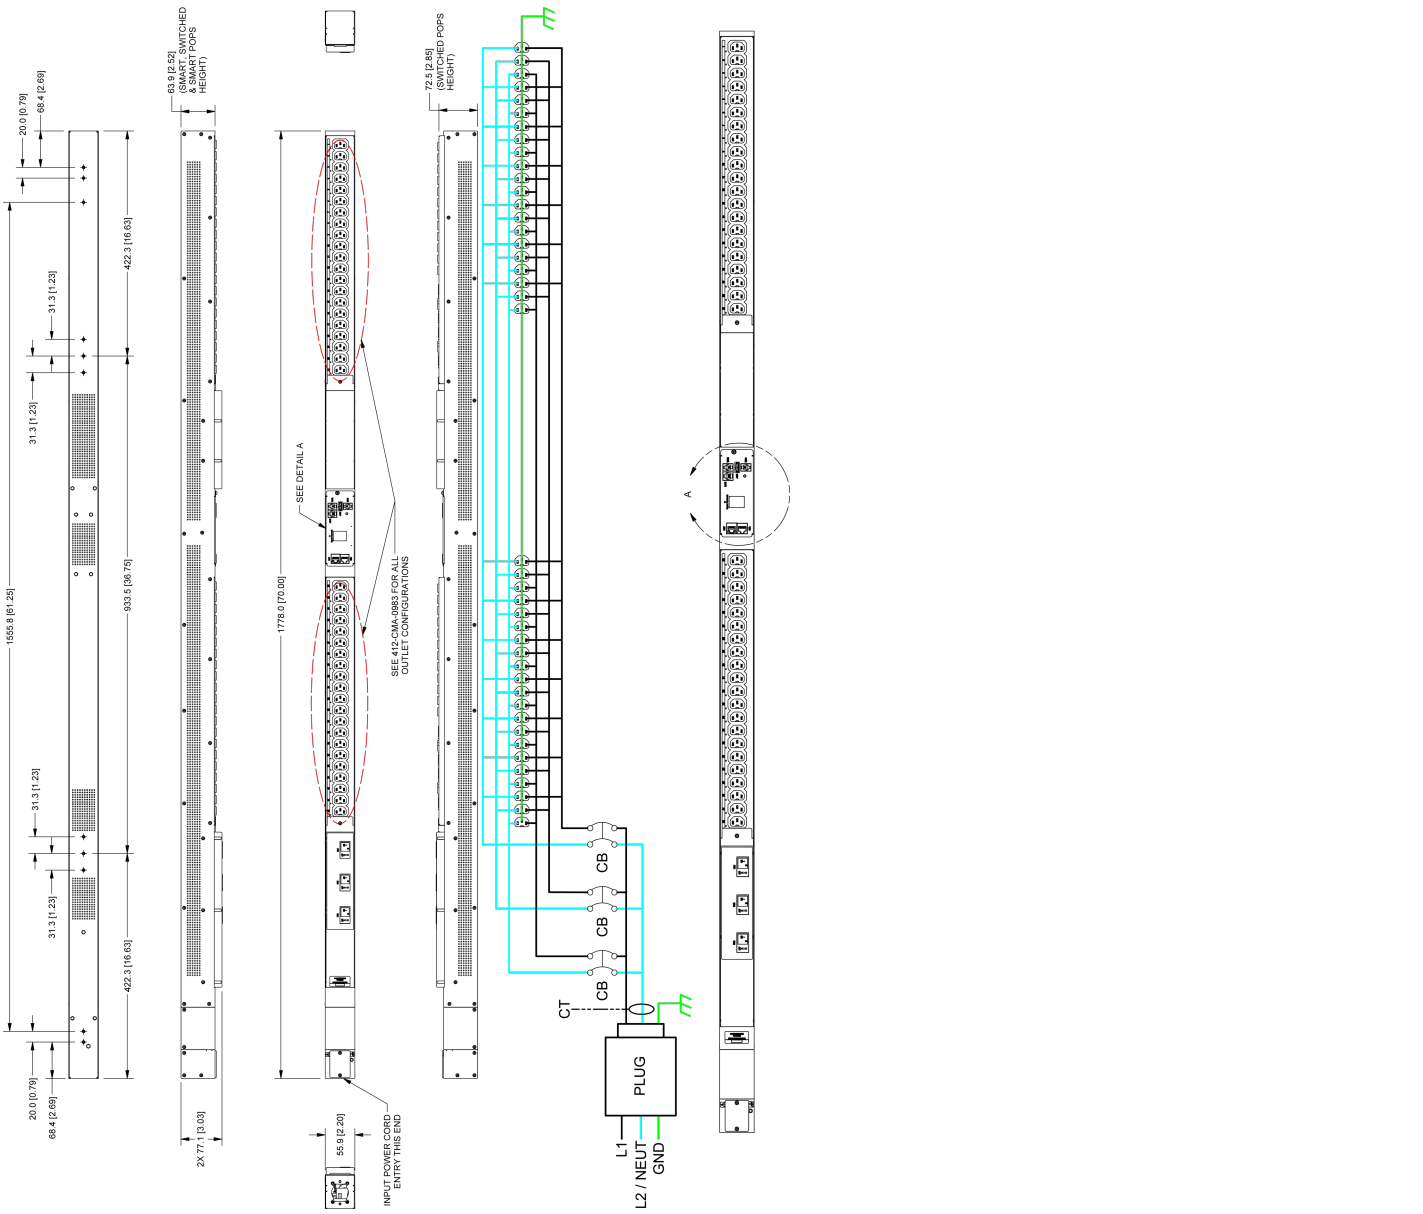 20.0 [0.79]
68.4 [2.69]
422.3 [16.63]
31.3 [1.23]
31.3 [1.23]
1555.8 [61.25]
933.5 [36.75]
31.3 [1.23]
31.3 [1.23]
422.3 [16.63]
20.0 [0.79]
68.4 [2.69]
63.9 [2.52]
(SMART, SWITCHED
& SMART POPS
HEIGHT)
2X 77.1 [3.03]
1778.0 [70.00]
SEE DETAIL A
55.9 [2.20]
INPUT POWER CORD
ENTRY THIS END
SEE 412-CMA-0983 FOR ALL
OUTLET CONFIGURATIONS
72.5 [2.85]
(SWITCHED POPS
HEIGHT)
CB
CB
CB
CT
PLUG
L1
L2 / NEUT
GND
A